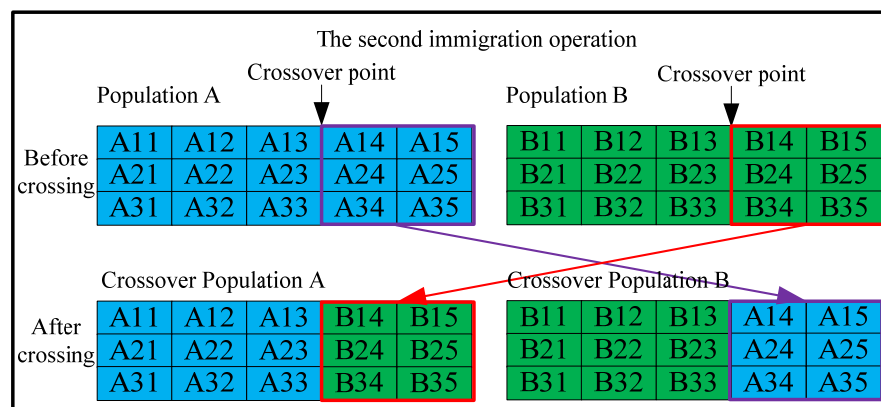 The second immigration operation
Crossover point Crossover point
Population A Population B
Before crossing
A11 A12 A13 A14 A15 B11 B12 B13 B14 B15
A21 A22 A23 A24 A25 B21 B22 B23 B24 B25
A31 A32 A33 A34 A35 B31 B32 B33 B34 B35
Crossover Population A Crossover Population B
After crossing
A11 A12 A13 B14 B15 B11 B12 B13 A14 A15
A21 A22 A23 B24 B25 B21 B22 B23 A24 A25
A31 A32 A33 B34 B35 B31 B32 B33 A34 A35